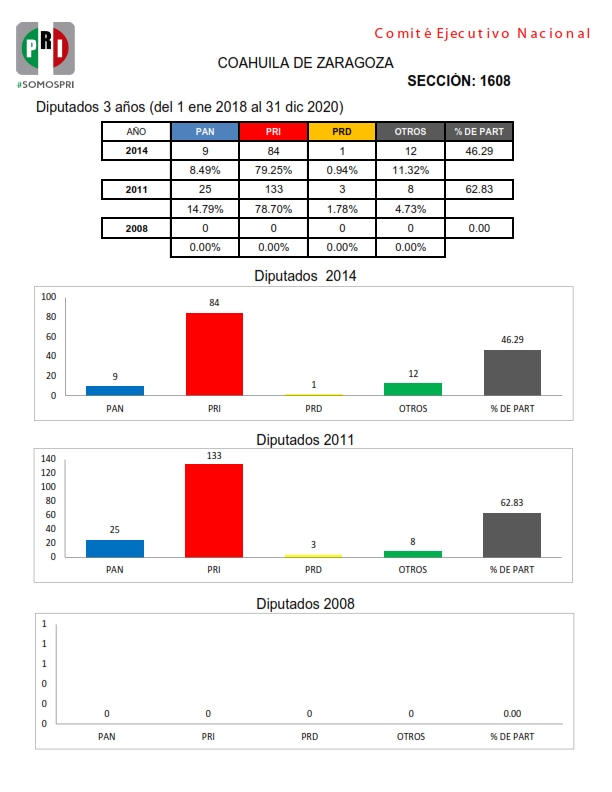 PRI
#SOMOSPRI
Comité Ejecutivo Nacional
COAHUILA DE ZARAGOZA
SECCIÓN: 1608
Diputados 3 años (del 1 ene 2018 al 31 dic 2020)
AÑO PAN PRI PRD OTROS % DE PART
2014 9 84 1 12 46.29
8.49% 79.25% 0.94% 11.32%
2011 25 133 3 8 62.83
14.79% 78.70% 1.78% 4.73%
2008 0 0 0 0 0.00
0.00% 0.00% 0.00% 0.00%
Diputados 2014
100
80
60
40
20
0
9 84 1 12 46.29
PAN PRI PRD OTROS % DE PART
Diputados 2011
140
120
100
80
60
40
20
0
25 133 3 8 62.83
PAN PRI PRD OTROS % DE PART
Diputados 2008
1
1
1
0
0
0
0 0 0 0 0.00
PAN PRI PRD OTROS % DE PART